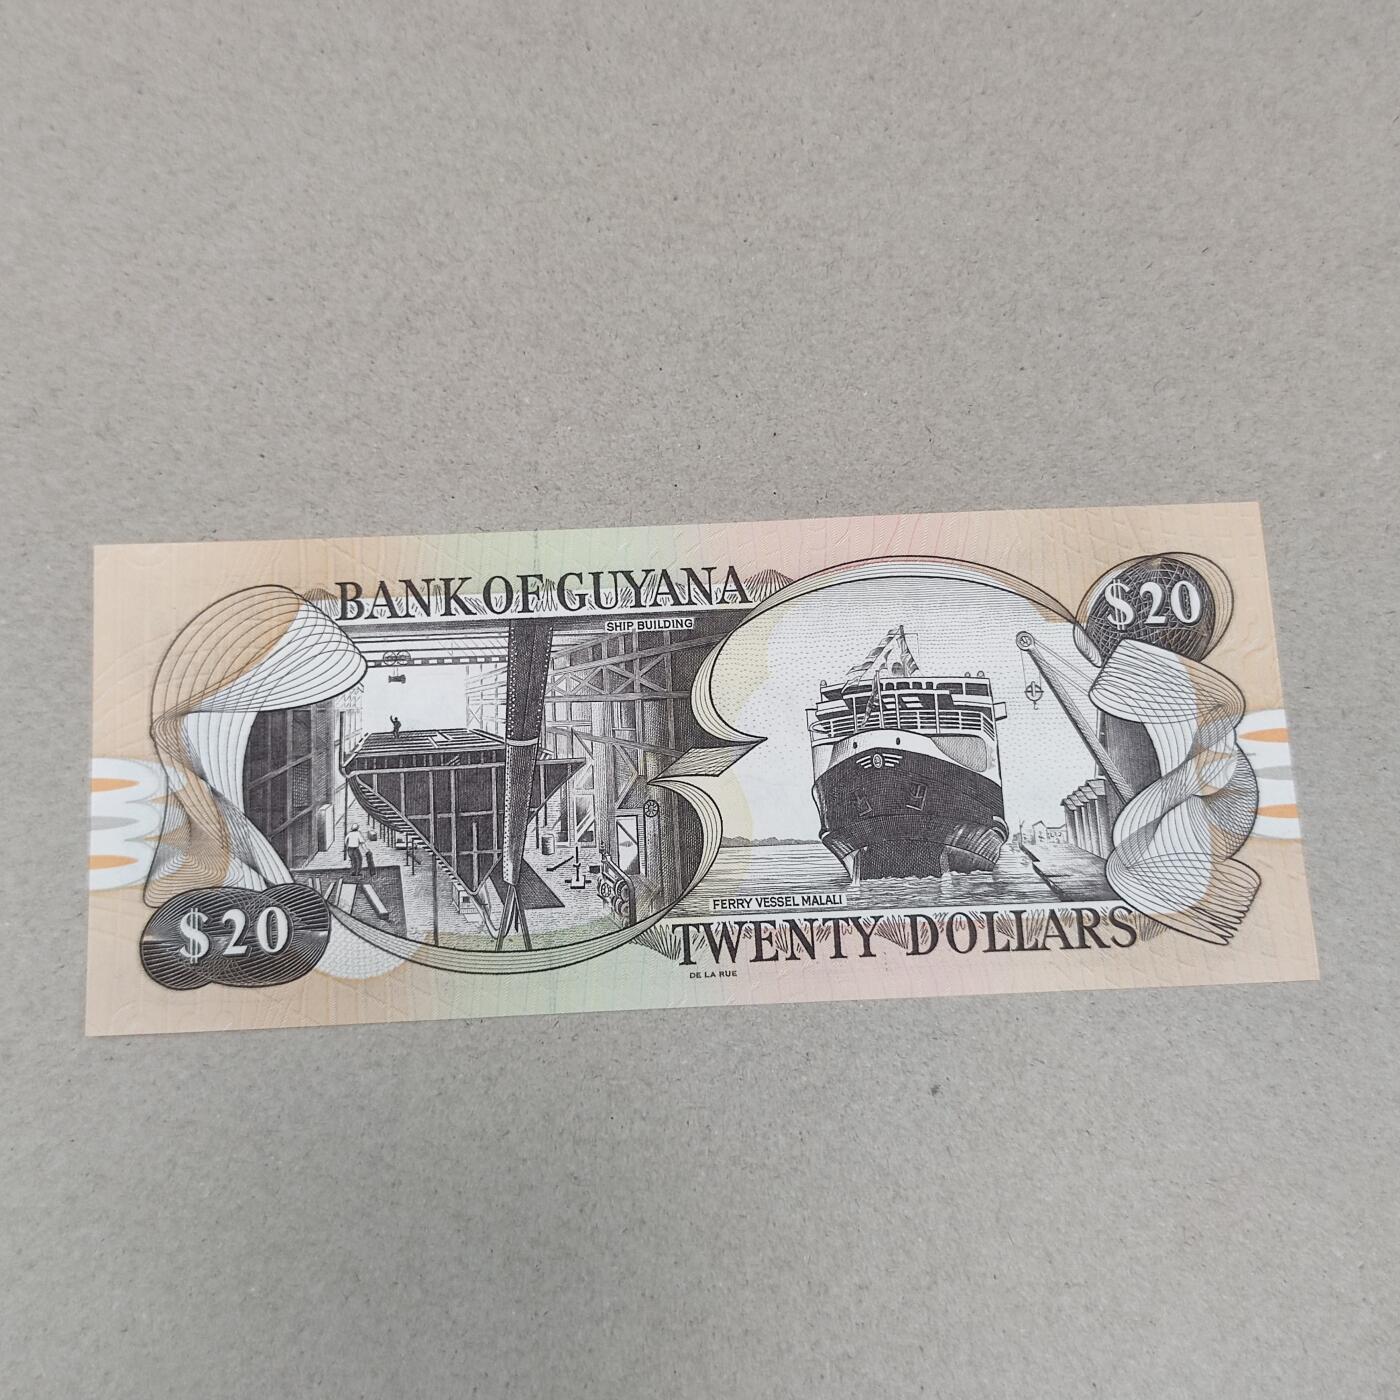 BANK OF GUYANA
SHIP BUILDING
$20
$20
FERRY VESSEL MALALI
TWENTY DOLLARS
DE LA RUE